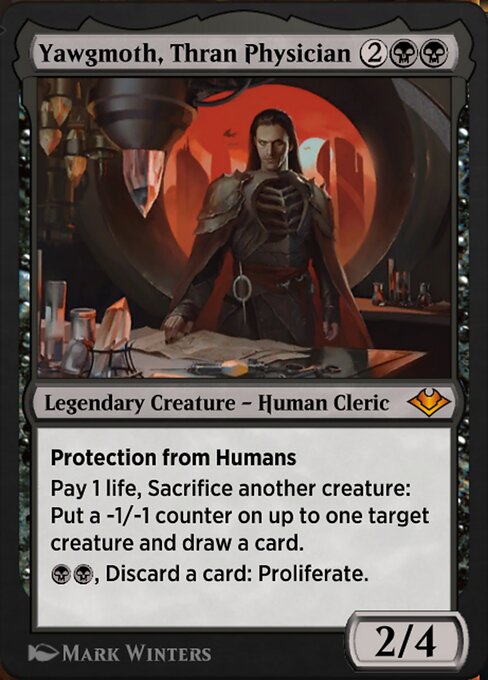 Yawgmoth, Thran Physician 2
Legendary Creature – Human Cleric
Protection from Humans
Pay 1 life, Sacrifice another creature:
Put a -1/-1 counter on up to one target
creature and draw a card.
, Discard a card: Proliferate.
2/4
Mark Winters